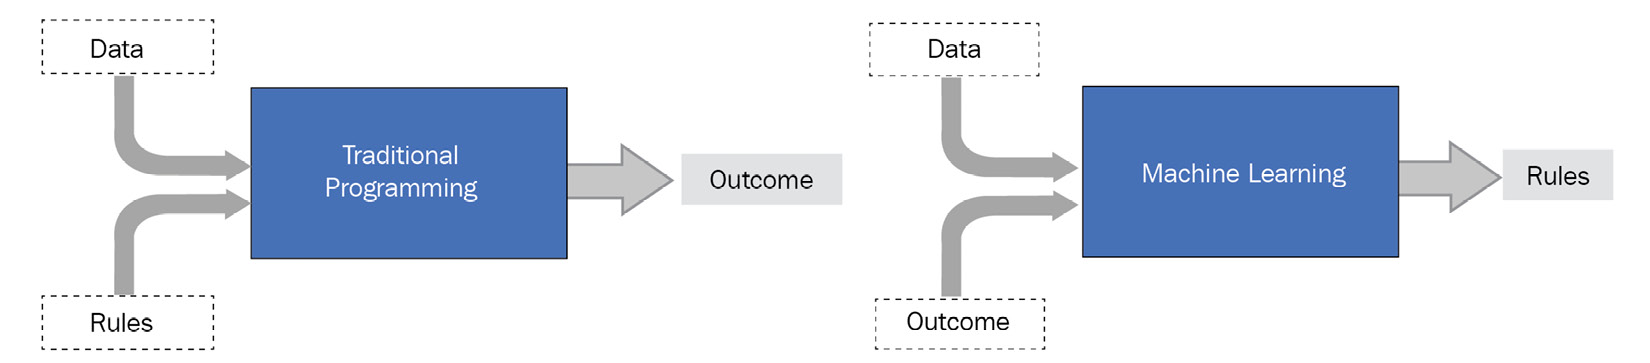 Data
Traditional
Programming
Outcome
Rules
Data
Machine Learning
Rules
Outcome